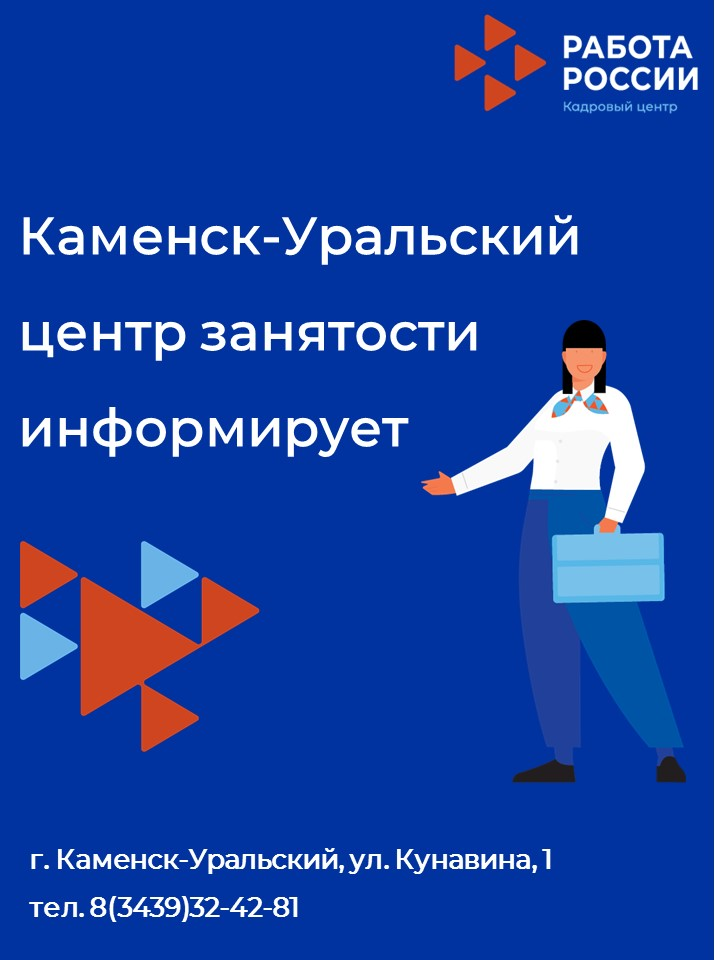 РАБОТА
РОССИИ
Кадровый центр
Каменск-Уральский
центр занятости
информирует
г. Каменск-Уральский, ул. Кунавина, 1
тел. 8(3439)32-42-81